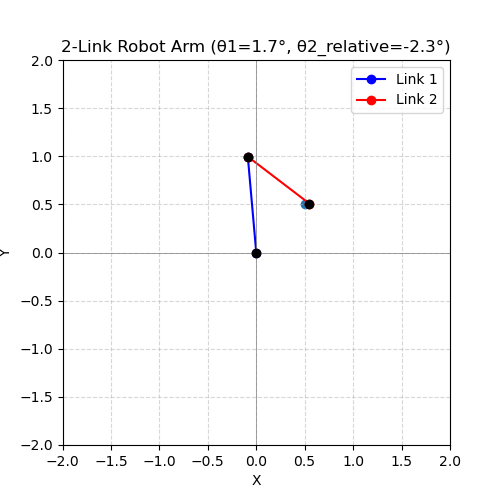 2-Link Robot Arm (θ1=1.7°, θ2_relative=-2.3°)
Link 1
Link 2
2.0
1.5
1.0
0.5
0.0
−0.5
−1.0
−1.5
−2.0
Y
−2.0 −1.5 −1.0 −0.5 0.0 0.5 1.0 1.5 2.0
X